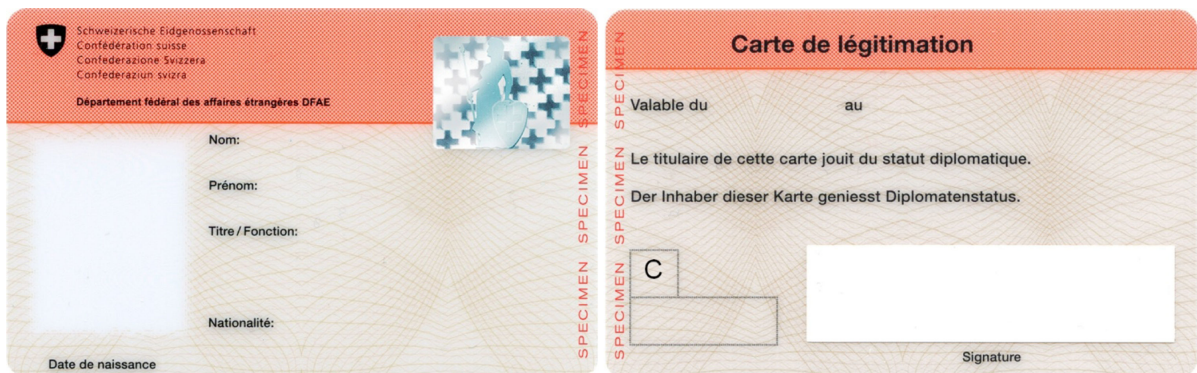 Schweizerische Eidgenossenschaft
Confédération suisse
Confederazione Svizzera
Confederaziun svizra
Département fédéral des affaires étrangères DFAE
Nom:
Prénom:
Titre / Fonction:
Nationalité:
Date de naissance
SPECIMEN SPECIMEN SPECIMEN
Carte de légitimation
Valable du au
Le titulaire de cette carte jouit du statut diplomatique.
Der Inhaber dieser Karte geniesst Diplomatenstatus.
C
Signature
SPECIMEN SPECIMEN SPECIMEN